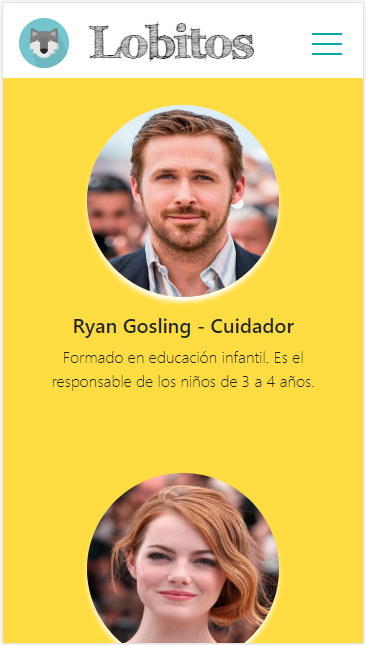 Lobitos
Ryan Gosling - Cuidador
Formado en educación infantil. Es el
responsable de los niños de 3 a 4 años.